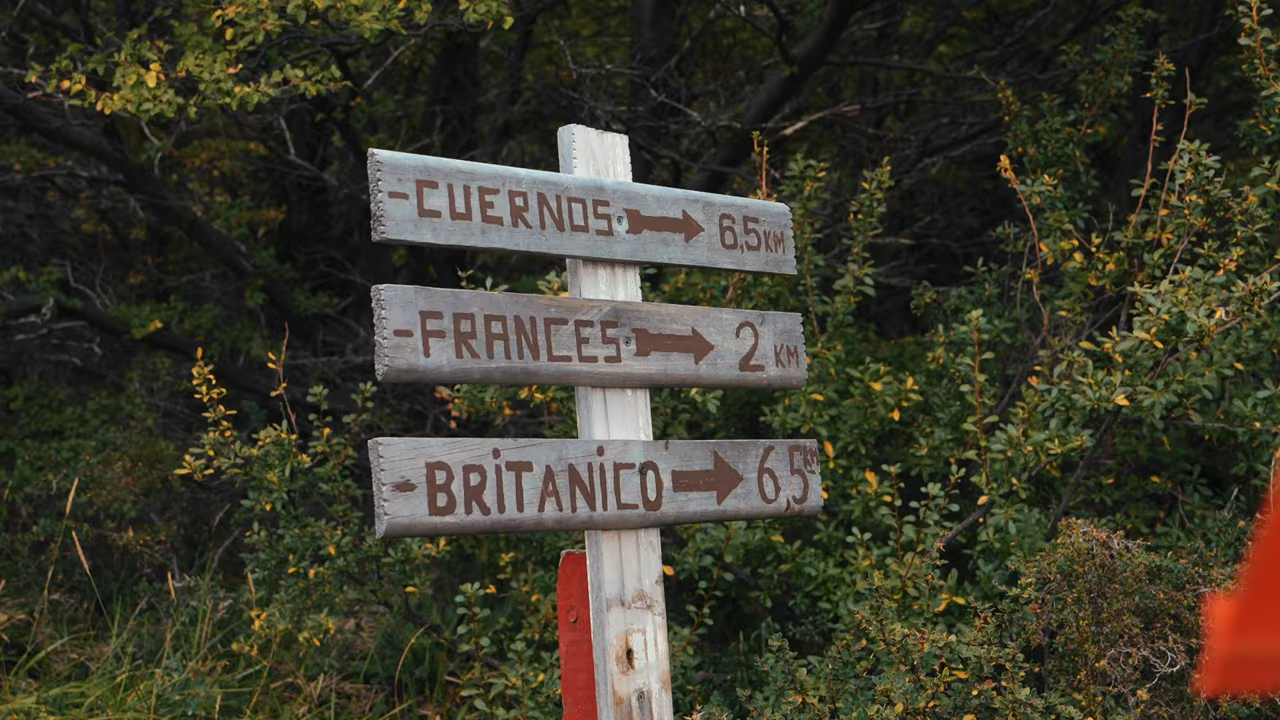 -CUERNOS → 6,5 KM
-FRANCES → 2 KM
-BRiTANiCO → 6,5 KM